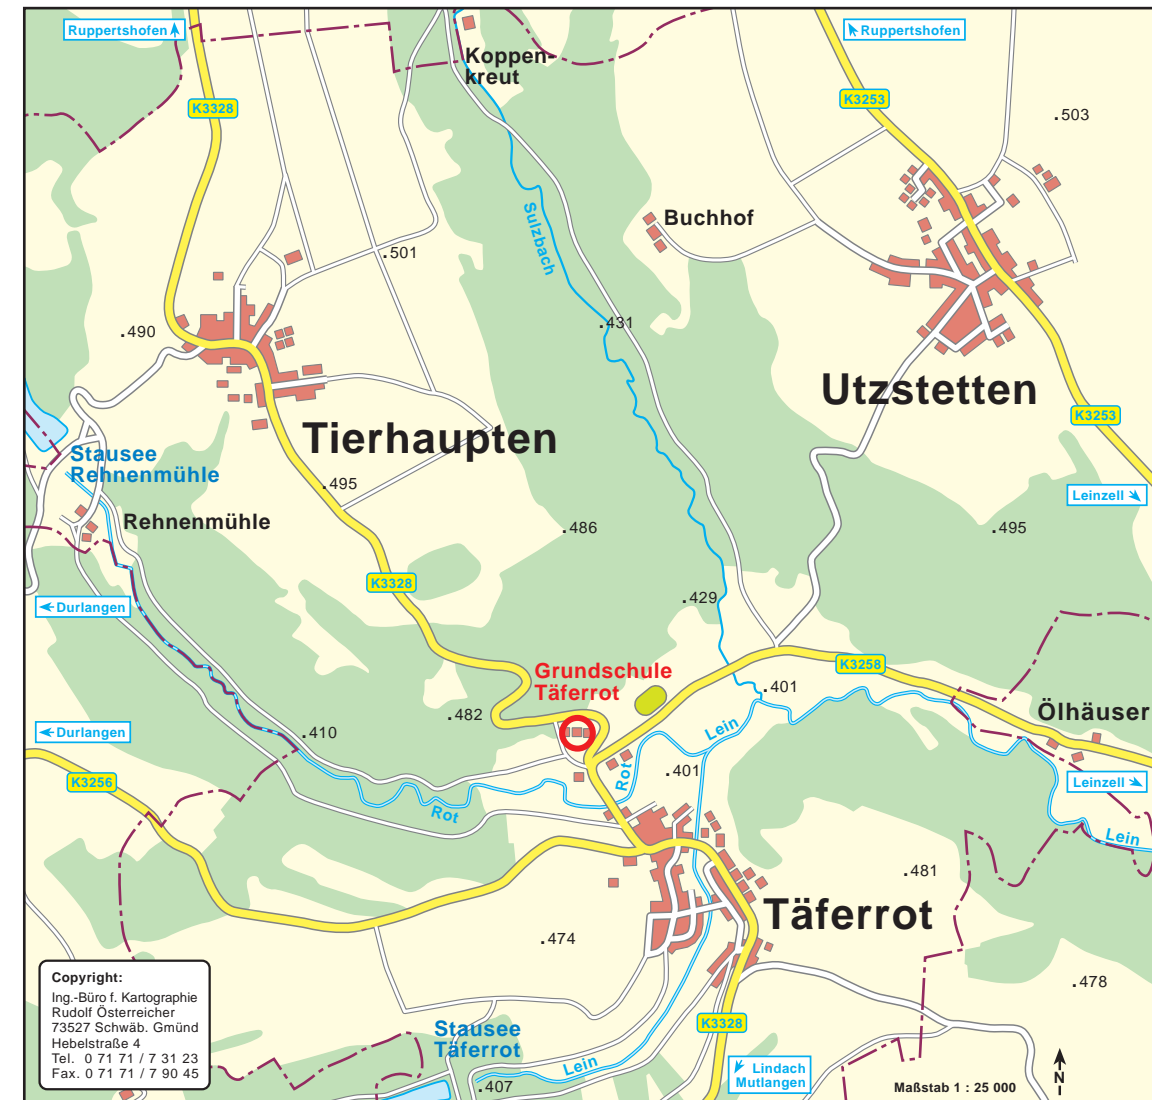 Ruppertshofen
Koppen-
kreut
Ruppertshofen
K3328
K3253
.503
Sulzbach
Buchhof
.501
.490
.431
Utzstetten
K3253
Tierhaupten
Stausee
Rehnenmühle
.495
Leinzell
Rehnenmühle
.486
.495
K3328
Durlangen
.429
Grundschule
Täferrot
K3258
.401
.482
Ölhäuser
Durlangen
.410
Lein
.401
Rot
K3256
Leinzell
Rot
Lein
.481
Täferrot
.474
Copyright:
Ing.-Büro f. Kartographie
Rudolf Österreicher
73527 Schwäb. Gmünd
Hebelstraße 4
Tel. 0 71 71 / 7 31 23
Fax. 0 71 71 / 7 90 45
.478
Stausee
Täferrot
K3328
Lein
Lindach
Mutlangen
.407
Maßstab 1 : 25 000
N